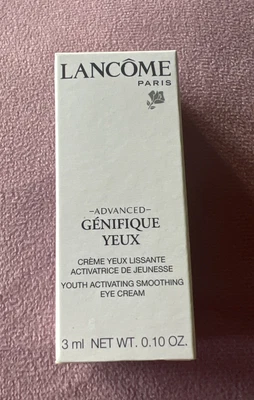 LANCÔME
PARIS
–ADVANCED–
GÉNIFIQUE
YEUX
CRÈME YEUX LISSANTE
ACTIVATRICE DE JEUNESSE
YOUTH ACTIVATING SMOOTHING
EYE CREAM
3 ml NET WT. 0.10 OZ.